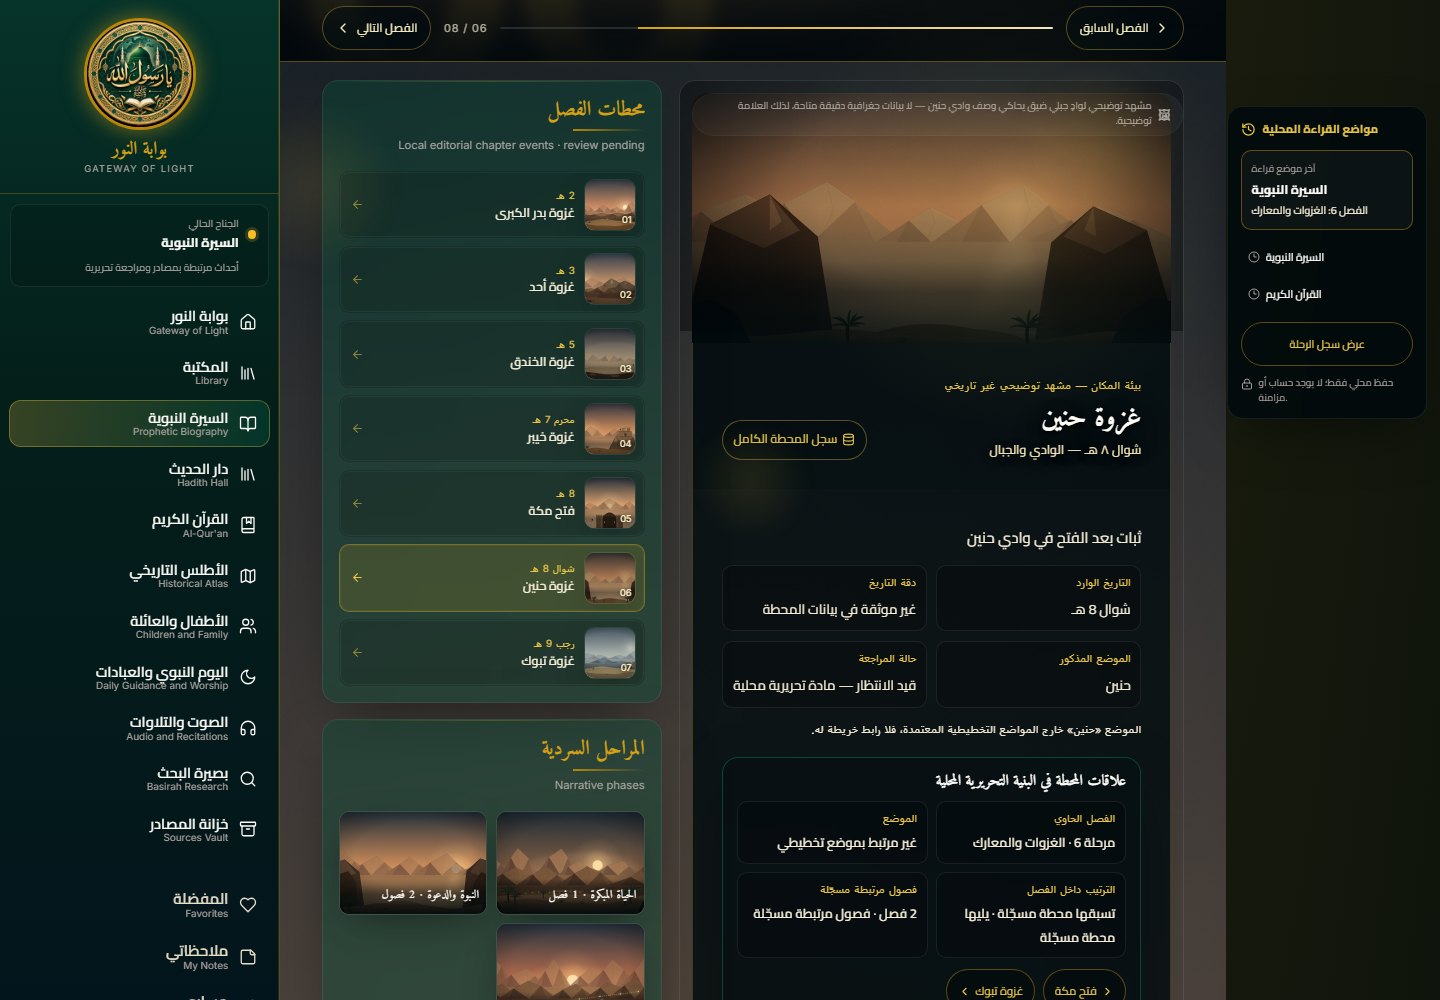 الفصل السابق
08 / 06
الفصل التالي
يا رسول الله
بوابة النور
GATEWAY OF LIGHT
الجناح الحالي
السيرة النبوية
أحداث مرتبطة بمصادر ومراجعة تحريرية
بوابة النور
Gateway of Light
المكتبة
Library
السيرة النبوية
Prophetic Biography
دار الحديث
Hadith Hall
القرآن الكريم
Al-Qur'an
الأطلس التاريخي
Historical Atlas
الأطفال والعائلة
Children and Family
اليوم النبوي والعبادات
Daily Guidance and Worship
الصوت والتلاوات
Audio and Recitations
بصيرة البحث
Basirah Research
خزانة المصادر
Sources Vault
المفضلة
Favorites
ملاحظاتي
My Notes
مواضع القراءة المحلية
آخر موضع قراءة
السيرة النبوية
الفصل 6: الغزوات والمعارك
السيرة النبوية
القرآن الكريم
عرض سجل الرحلة
حفظ محلي فقط؛ لا يوجد حساب أو
مزامنة.
مشهد توضيحي لوادٍ جبلي ضيق يحاكي وصف وادي حنين — لا بيانات جغرافية دقيقة متاحة، لذلك العلامة
توضيحية.
بيئة المكان — مشهد توضيحي غير تاريخي
غزوة حنين
شوال ٨ هـ — الوادي والجبال
سجل المحطة الكامل
ثبات بعد الفتح في وادي حنين
التاريخ الوارد
شوال 8 هـ
دقة التاريخ
غير موثقة في بيانات المحطة
الموضع المذكور
حنين
حالة المراجعة
قيد الانتظار — مادة تحريرية محلية
الموضع «حنين» خارج المواضع التخطيطية المعتمدة، فلا رابط خريطة له.
علاقات المحطة في البنية التحريرية المحلية
الفصل الحاوي
مرحلة 6 · الغزوات والمعارك
الموضع
غير مرتبط بموضع تخطيطي
الترتيب داخل الفصل
تسبقها محطة مسجّلة · يليها
محطة مسجّلة
فصول مرتبطة مسجّلة
2 فصل · فصول مرتبطة مسجّلة
فتح مكة
غزوة تبوك
محطات الفصل
Local editorial chapter events · review pending
2 هـ
غزوة بدر الكبرى
01
3 هـ
غزوة أحد
02
5 هـ
غزوة الخندق
03
محرم 7 هـ
غزوة خيبر
04
8 هـ
فتح مكة
05
شوال 8 هـ
غزوة حنين
06
رجب 9 هـ
غزوة تبوك
07
المراحل السردية
Narrative phases
الحياة المبكرة · 1 فصل
النبوة والدعوة · 2 فصول